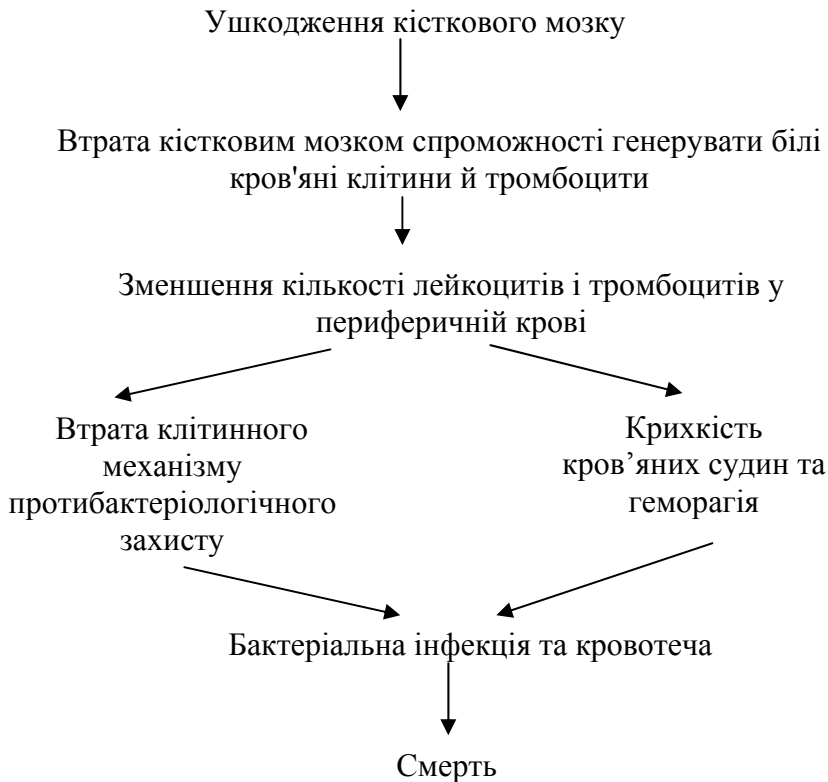 Ушкодження кісткового мозку
Втрата кістковим мозком спроможності генерувати білі
кров'яні клітини й тромбоцити
Зменшення кількості лейкоцитів і тромбоцитів у
периферичній крові
Втрата клітинного
механізму
протибактеріологічного
захисту
Крихкість
кров’яних судин та
геморагія
Бактеріальна інфекція та кровотеча
Смерть